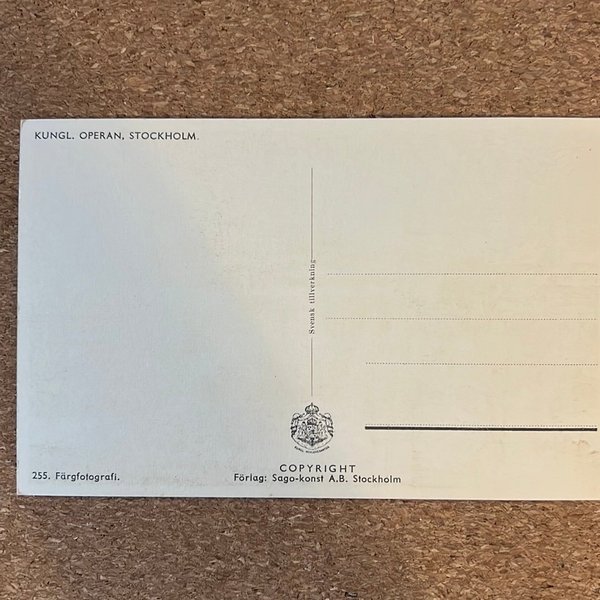 KUNGL. OPERAN, STOCKHOLM.
Svensk tillverkning
COPYRIGHT
255. Färgfotografi.
Förlag: Sago-konst A.B. Stockholm